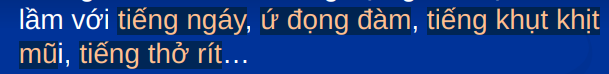 lầm với tiếng ngáy, ứ đọng đàm, tiếng khụt khịt
mũi, tiếng thở rít...